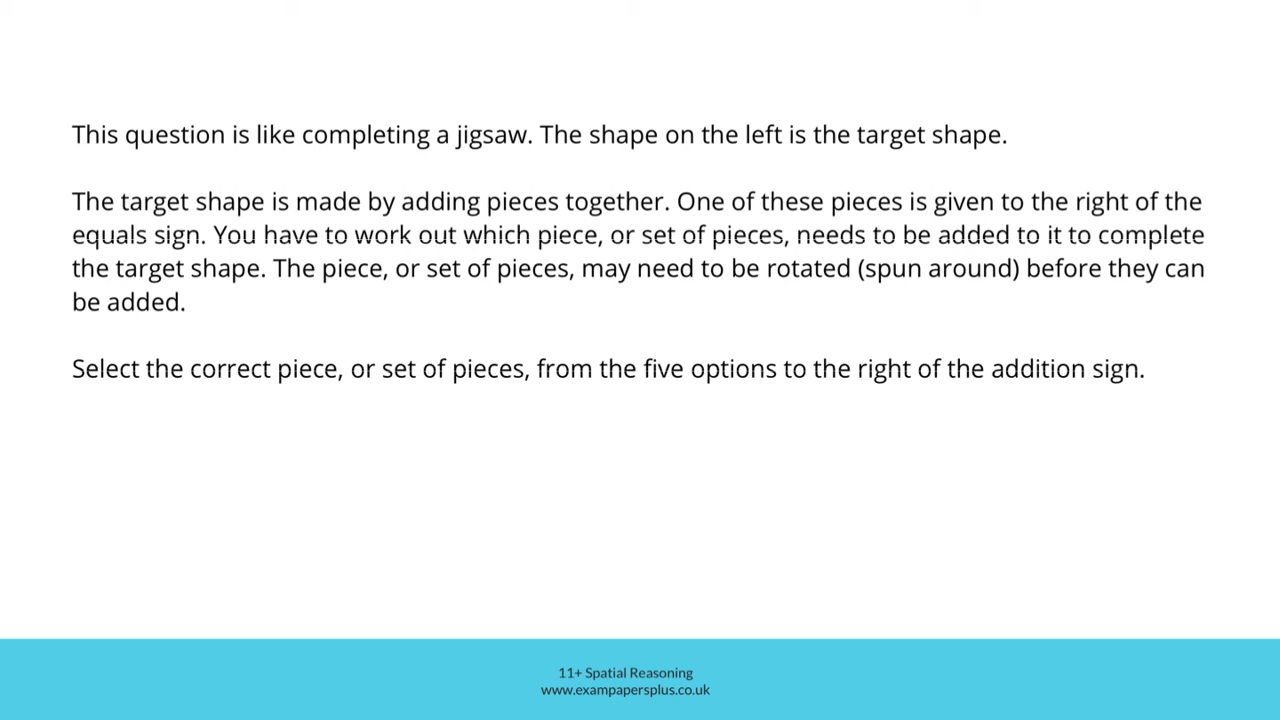 This question is like completing a jigsaw. The shape on the left is the target shape.
The target shape is made by adding pieces together. One of these pieces is given to the right of the
equals sign. You have to work out which piece, or set of pieces, needs to be added to it to complete
the target shape. The piece, or set of pieces, may need to be rotated (spun around) before they can
be added.
Select the correct piece, or set of pieces, from the five options to the right of the addition sign.
11+ Spatial Reasoning
www.exampapersplus.co.uk